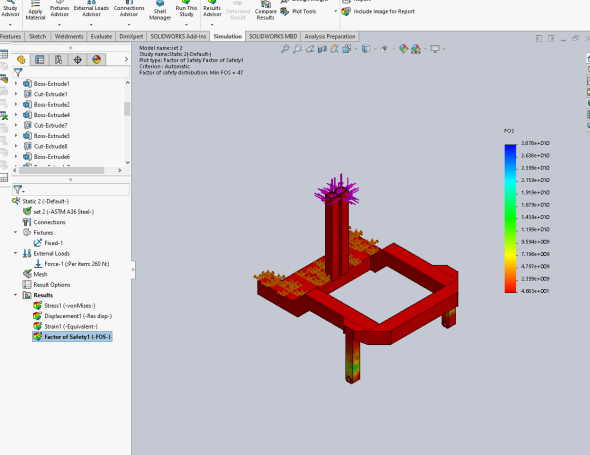 Study Advisor
Apply Material
Fixtures Advisor
External Loads Advisor
Connections Advisor
Shell Manager
Run This Study
Results Advisor
Deformed Result
Compare Results
Plot Tools
Include Image for Report
Features
Sketch
Weldments
Evaluate
DimXpert
SOLIDWORKS Add-Ins
Simulation
SOLIDWORKS MBD
Analysis Preparation
Model name:set 2
Study name:Static 2(-Default-)
Plot type: Factor of Safety Factor of Safety1
Criterion : Automatic
Factor of safety distribution: Min FOS = 47
Boss-Extrude1
Cut-Extrude1
Boss-Extrude2
Boss-Extrude4
Cut-Extrude7
Boss-Extrude5
Cut-Extrude8
Boss-Extrude6
Static 2 (-Default-)
set 2 (-ASTM A36 Steel-)
Connections
Fixtures
Fixed-1
External Loads
Force-1 (:Per item: 260 N:)
Mesh
Result Options
Results
Stress1 (-vonMises-)
Displacement1 (-Res disp-)
Strain1 (-Equivalent-)
Factor of Safety1 (-FOS-)
FOS
2.878e+010
2.638e+010
2.399e+010
2.159e+010
1.919e+010
1.679e+010
1.439e+010
1.199e+010
9.594e+009
7.196e+009
4.797e+009
2.399e+009
4.683e+001